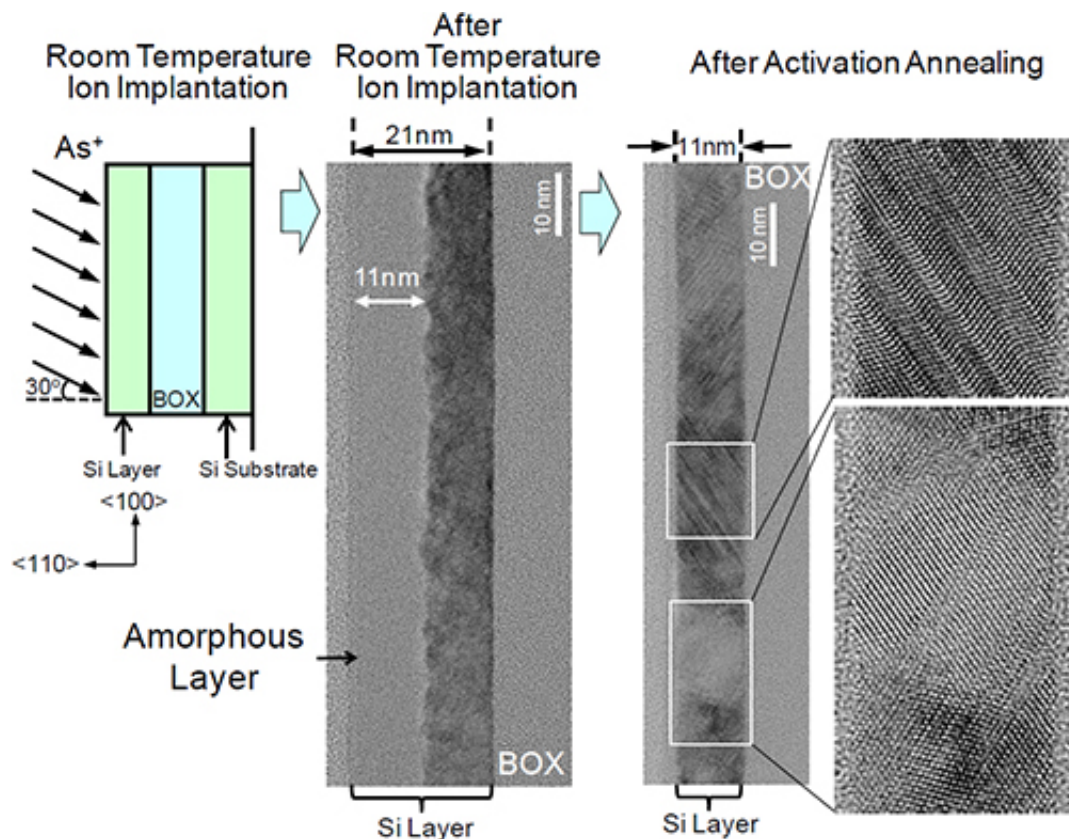 Room Temperature
Ion Implantation
As⁺
30°
BOX
Si Layer
Si Substrate
<100>
<110>
After
Room Temperature
Ion Implantation
21nm
10 nm
11nm
Amorphous
Layer
BOX
Si Layer
After Activation Annealing
11nm
BOX
10 nm
Si Layer